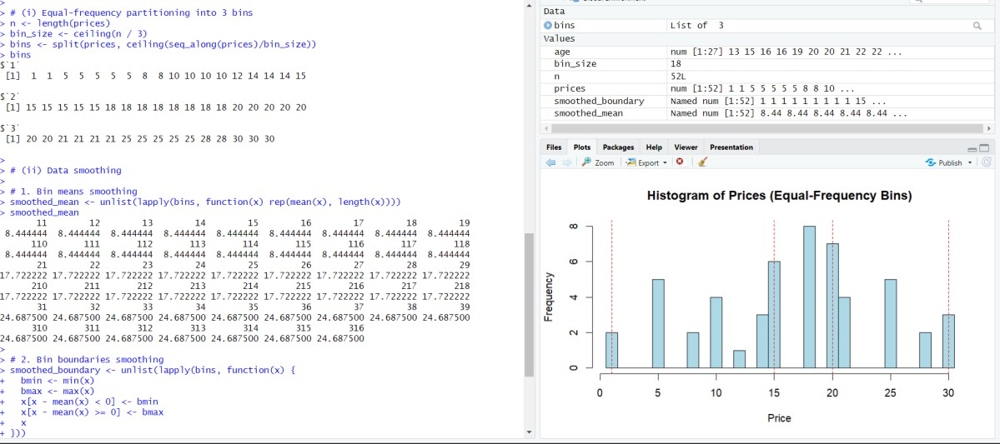 >
> # (i) Equal-frequency partitioning into 3 bins
> n <- length(prices)
> bin_size <- ceiling(n / 3)
> bins <- split(prices, ceiling(seq_along(prices)/bin_size))
> bins
$`1`
 [1]  1  1  5  5  5  5  5  8  8 10 10 10 10 12 14 14 14 15

$`2`
 [1] 15 15 15 15 15 18 18 18 18 18 18 18 18 20 20 20 20 20

$`3`
 [1] 20 20 21 21 21 21 25 25 25 25 25 28 28 30 30 30

>
> # (ii) Data smoothing
>
> # 1. Bin means smoothing
> smoothed_mean <- unlist(lapply(bins, function(x) rep(mean(x), length(x))))
> smoothed_mean
       11        12        13        14        15        16        17        18        19
 8.444444  8.444444  8.444444  8.444444  8.444444  8.444444  8.444444  8.444444  8.444444
      110       111       112       113       114       115       116       117       118
 8.444444  8.444444  8.444444  8.444444  8.444444  8.444444  8.444444  8.444444  8.444444
       21        22        23        24        25        26        27        28        29
17.722222 17.722222 17.722222 17.722222 17.722222 17.722222 17.722222 17.722222 17.722222
      210       211       212       213       214       215       216       217       218
17.722222 17.722222 17.722222 17.722222 17.722222 17.722222 17.722222 17.722222 17.722222
       31        32        33        34        35        36        37        38        39
24.687500 24.687500 24.687500 24.687500 24.687500 24.687500 24.687500 24.687500 24.687500
      310       311       312       313       314       315       316
24.687500 24.687500 24.687500 24.687500 24.687500 24.687500 24.687500
>
> # 2. Bin boundaries smoothing
> smoothed_boundary <- unlist(lapply(bins, function(x) {
+   bmin <- min(x)
+   bmax <- max(x)
+   x[x - mean(x) < 0] <- bmin
+   x[x - mean(x) >= 0] <- bmax
+   x
+ }))
Data
bins List of 3
Values
age num [1:27] 13 15 16 16 19 20 20 21 22 22 ...
bin_size 18
n 52L
prices num [1:52] 1 1 5 5 5 5 5 8 8 10 ...
smoothed_boundary Named num [1:52] 1 1 1 1 1 1 1 1 1 15 ...
smoothed_mean Named num [1:52] 8.44 8.44 8.44 8.44 8.44 ...
Files Plots Packages Help Viewer Presentation
Zoom Export Publish
Histogram of Prices (Equal-Frequency Bins)
8
6
4
2
0
Frequency
0 5 10 15 20 25 30
Price